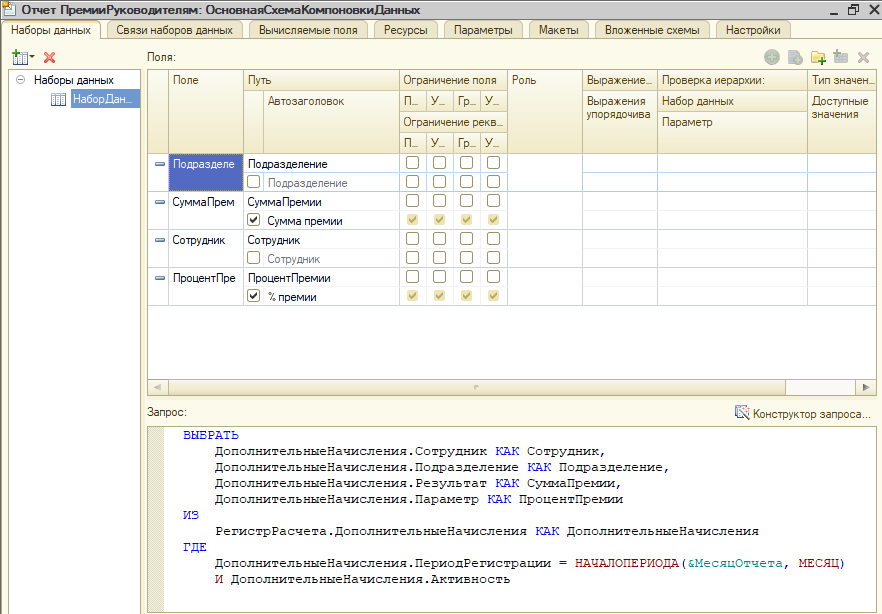 Отчет ПремииРуководителям: ОсновнаяСхемаКомпоновкиДанных
Наборы данных
Связи наборов данных
Вычисляемые поля
Ресурсы
Параметры
Макеты
Вложенные схемы
Настройки
Поля:
Наборы данных
НаборДан...
Поле
Путь
Автозаголовок
Ограничение поля
П... У... Гр... У...
Ограничение рекв...
П... У... Гр... У...
Роль
Выражение...
Выражения
упорядочива
Проверка иерархии:
Набор данных
Параметр
Тип значен...
Доступные
значения
Подразделе Подразделение
Подразделение
СуммаПрем СуммаПремии
Сумма премии
Сотрудник Сотрудник
Сотрудник
ПроцентПре ПроцентПремии
% премии
Запрос:
Конструктор запроса...
ВЫБРАТЬ
ДополнительныеНачисления.Сотрудник КАК Сотрудник,
ДополнительныеНачисления.Подразделение КАК Подразделение,
ДополнительныеНачисления.Результат КАК СуммаПремии,
ДополнительныеНачисления.Параметр КАК ПроцентПремии
ИЗ
РегистрРасчета.ДополнительныеНачисления КАК ДополнительныеНачисления
ГДЕ
ДополнительныеНачисления.ПериодРегистрации = НАЧАЛОПЕРИОДА(&МесяцОтчета, МЕСЯЦ)
И ДополнительныеНачисления.Активность